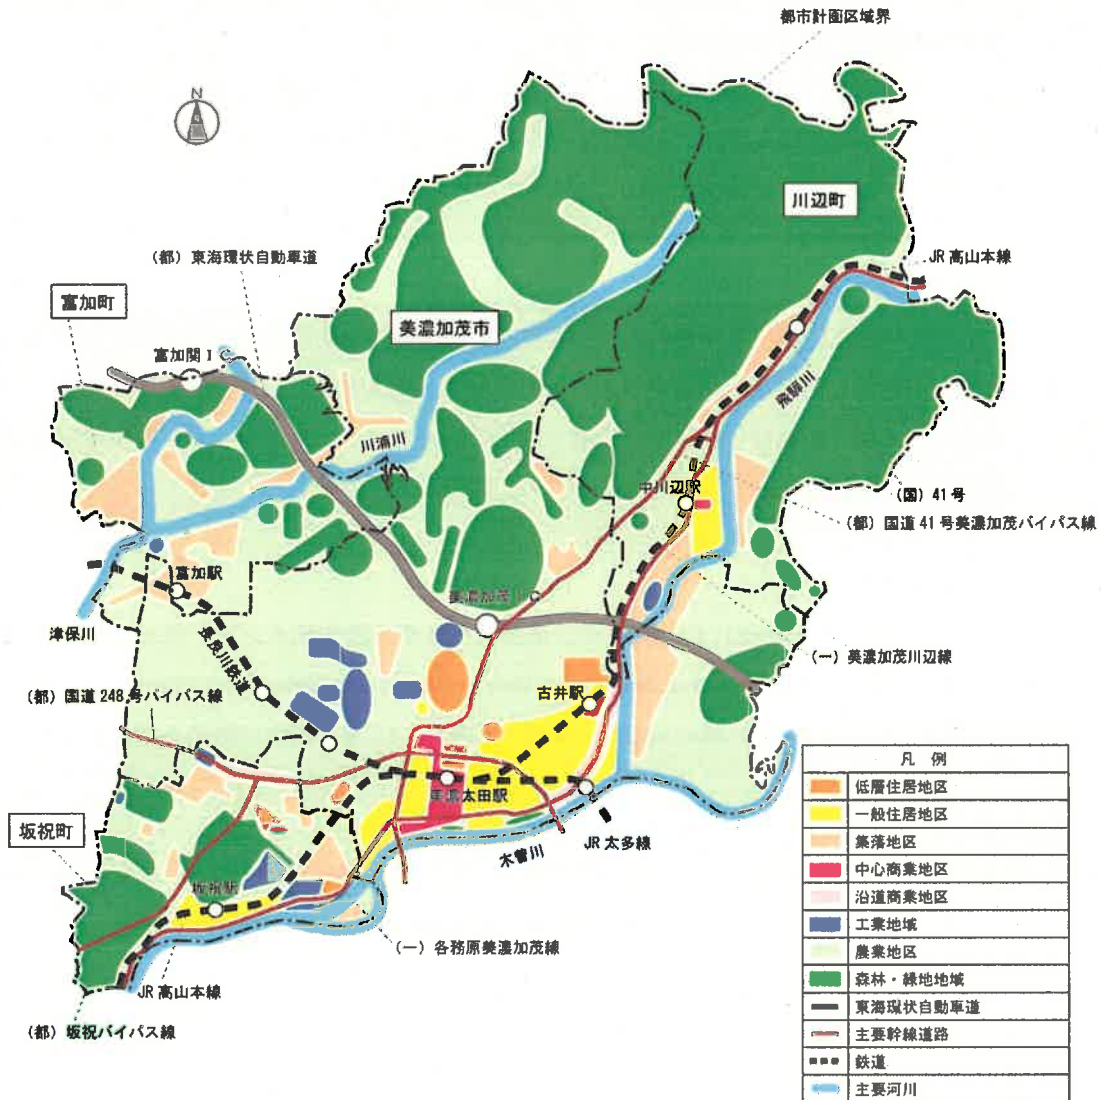 都市計画区域界
N
川辺町
(都) 東海環状自動車道
JR 高山本線
富加町
美濃加茂市
富加関 I C
飛騨川
川浦川
中川辺駅
(国) 41 号
(都) 国道 41 号美濃加茂バイパス線
富加駅
美濃加茂 I C
津保川
長良川鉄道
(一) 美濃加茂川辺線
(都) 国道 248 号バイパス線
古井駅
美濃太田駅
坂祝町
木曽川
JR 太多線
坂祝駅
(一) 各務原美濃加茂線
JR 高山本線
(都) 坂祝バイパス線
凡 例
低層住居地区
一般住居地区
集落地区
中心商業地区
沿道商業地区
工業地域
農業地区
森林・緑地地域
東海環状自動車道
主要幹線道路
鉄道
主要河川